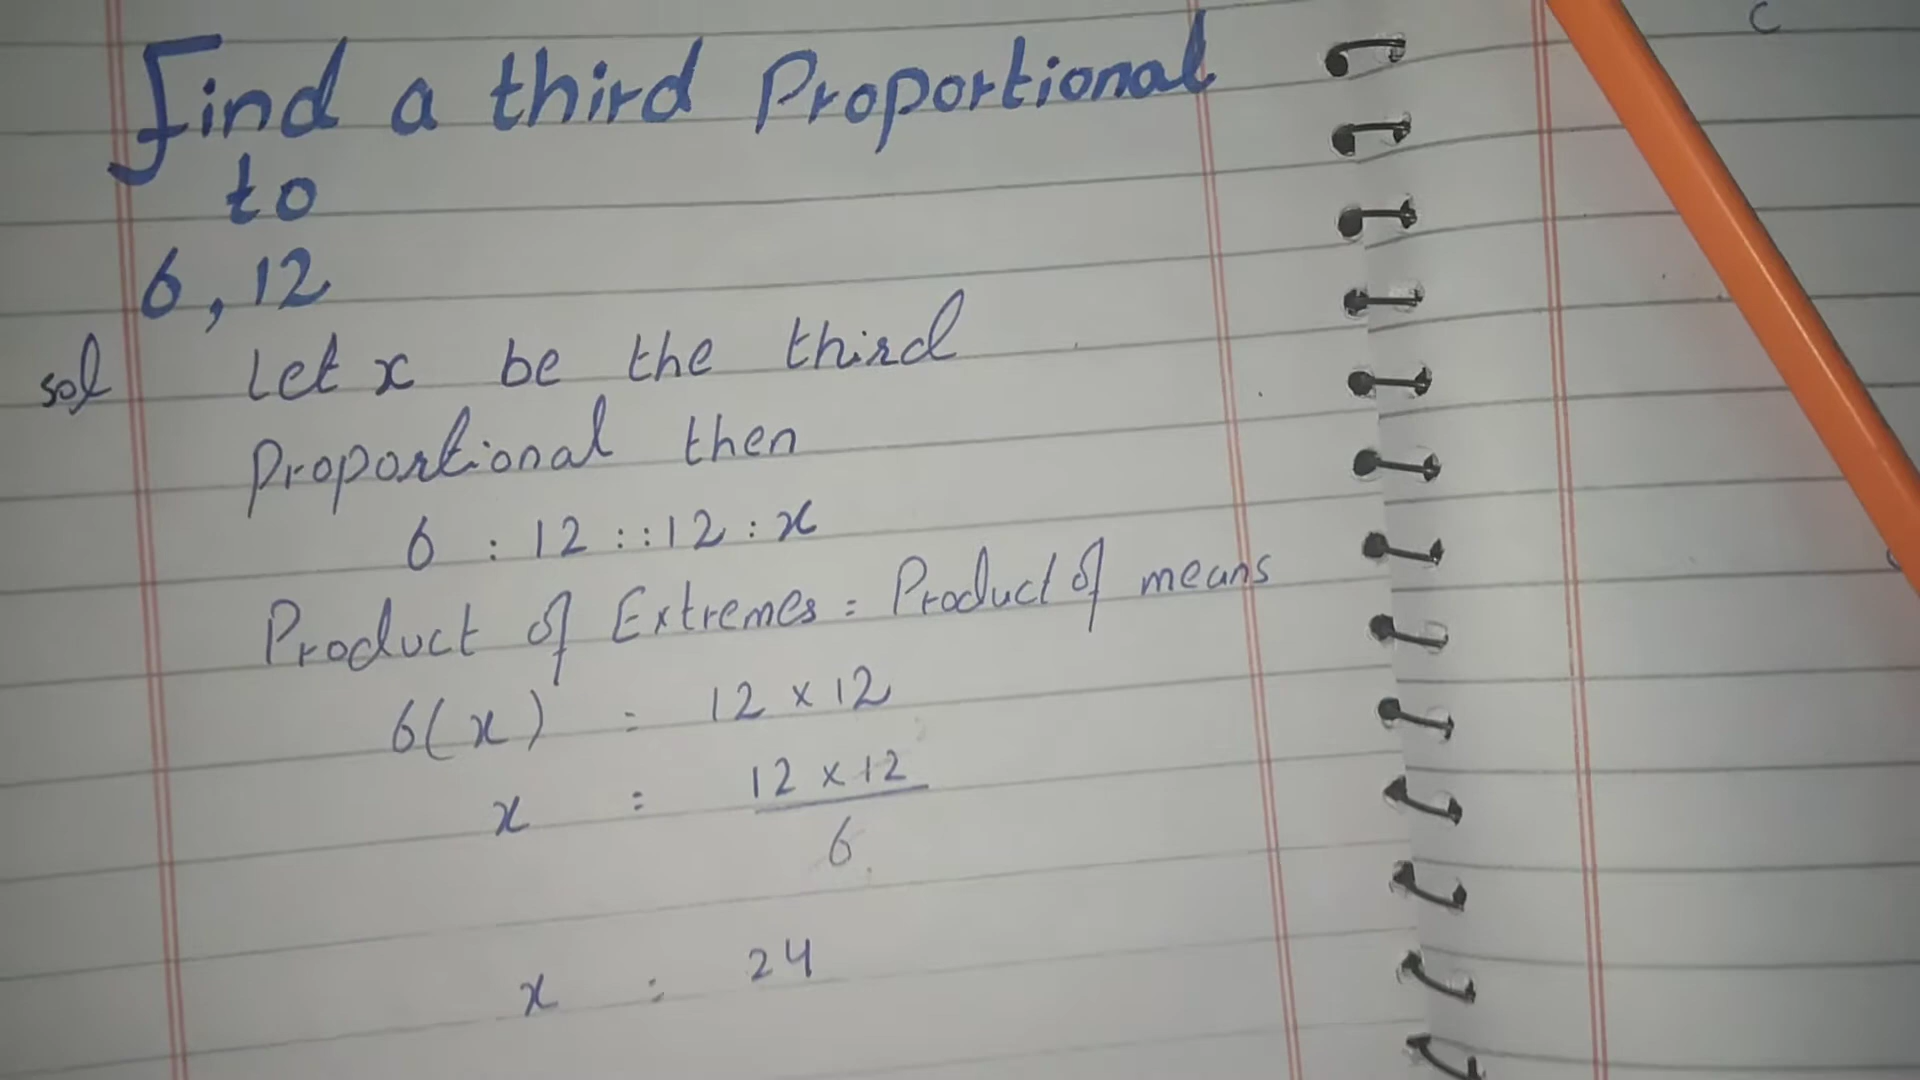 Find a third Proportional
to
6, 12
sol Let x be the third
Proportional then
6 : 12 :: 12 : x
Product of Extremes = Product of means
6(x) = 12 × 12
x = 12 × 12
6
x = 24